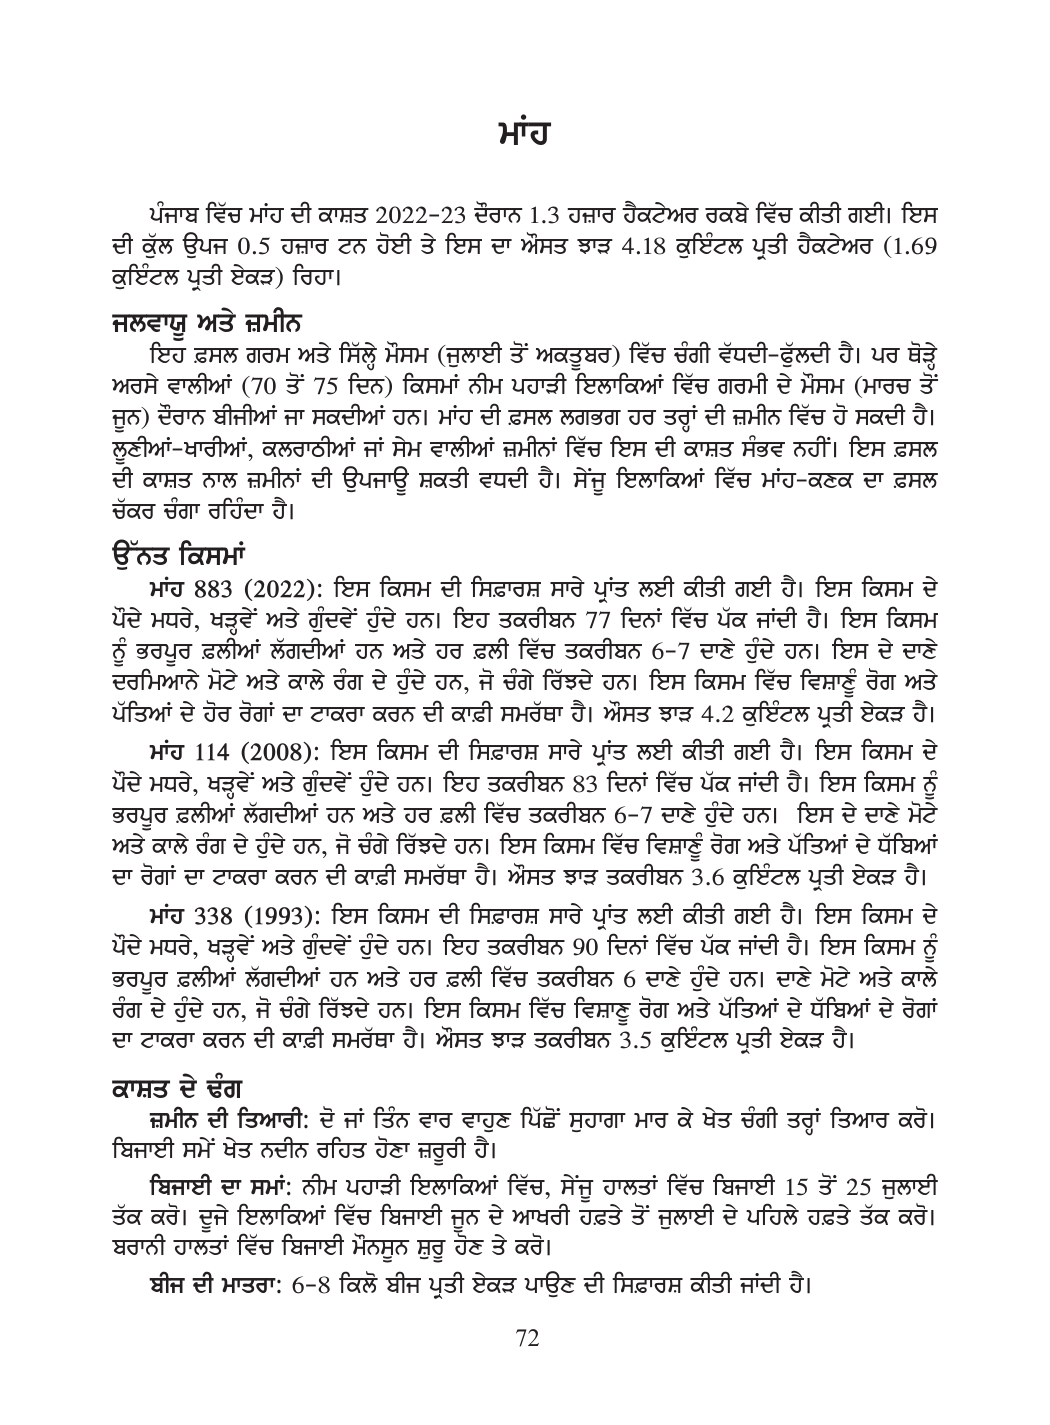 ਮਾਂਹ
ਪੰਜਾਬ ਵਿੱਚ ਮਾਂਹ ਦੀ ਕਾਸ਼ਤ 2022-23 ਦੌਰਾਨ 1.3 ਹਜ਼ਾਰ ਹੈਕਟੇਅਰ ਰਕਬੇ ਵਿੱਚ ਕੀਤੀ ਗਈ। ਇਸ
ਦੀ ਕੁੱਲ ਉਪਜ 0.5 ਹਜ਼ਾਰ ਟਨ ਹੋਈ ਤੇ ਇਸ ਦਾ ਔਸਤ ਝਾੜ 4.18 ਕੁਇੰਟਲ ਪ੍ਰਤੀ ਹੈਕਟੇਅਰ (1.69
ਕੁਇੰਟਲ ਪ੍ਰਤੀ ਏਕੜ) ਰਿਹਾ।
ਜਲਵਾਯੂ ਅਤੇ ਜ਼ਮੀਨ
ਇਹ ਫ਼ਸਲ ਗਰਮ ਅਤੇ ਸਿੱਲ੍ਹੇ ਮੌਸਮ (ਜੁਲਾਈ ਤੋਂ ਅਕਤੂਬਰ) ਵਿੱਚ ਚੰਗੀ ਵੱਧਦੀ-ਫੁੱਲਦੀ ਹੈ। ਪਰ ਥੋੜ੍ਹੇ
ਅਰਸੇ ਵਾਲੀਆਂ (70 ਤੋਂ 75 ਦਿਨ) ਕਿਸਮਾਂ ਨੀਮ ਪਹਾੜੀ ਇਲਾਕਿਆਂ ਵਿੱਚ ਗਰਮੀ ਦੇ ਮੌਸਮ (ਮਾਰਚ ਤੋਂ
ਜੂਨ) ਦੌਰਾਨ ਬੀਜੀਆਂ ਜਾ ਸਕਦੀਆਂ ਹਨ। ਮਾਂਹ ਦੀ ਫ਼ਸਲ ਲਗਭਗ ਹਰ ਤਰ੍ਹਾਂ ਦੀ ਜ਼ਮੀਨ ਵਿੱਚ ਹੋ ਸਕਦੀ ਹੈ।
ਲੂਣੀਆਂ-ਖਾਰੀਆਂ, ਕਲਰਾਠੀਆਂ ਜਾਂ ਸੇਮ ਵਾਲੀਆਂ ਜ਼ਮੀਨਾਂ ਵਿੱਚ ਇਸ ਦੀ ਕਾਸ਼ਤ ਸੰਭਵ ਨਹੀਂ। ਇਸ ਫ਼ਸਲ
ਦੀ ਕਾਸ਼ਤ ਨਾਲ ਜ਼ਮੀਨਾਂ ਦੀ ਉਪਜਾਊ ਸ਼ਕਤੀ ਵਧਦੀ ਹੈ। ਸੇਂਜੂ ਇਲਾਕਿਆਂ ਵਿੱਚ ਮਾਂਹ-ਕਣਕ ਦਾ ਫ਼ਸਲ
ਚੱਕਰ ਚੰਗਾ ਰਹਿੰਦਾ ਹੈ।
ਉੱਨਤ ਕਿਸਮਾਂ
ਮਾਂਹ 883 (2022): ਇਸ ਕਿਸਮ ਦੀ ਸਿਫ਼ਾਰਸ਼ ਸਾਰੇ ਪ੍ਰਾਂਤ ਲਈ ਕੀਤੀ ਗਈ ਹੈ। ਇਸ ਕਿਸਮ ਦੇ
ਪੌਦੇ ਮਧਰੇ, ਖੜ੍ਹਵੇਂ ਅਤੇ ਗੁੰਦਵੇਂ ਹੁੰਦੇ ਹਨ। ਇਹ ਤਕਰੀਬਨ 77 ਦਿਨਾਂ ਵਿੱਚ ਪੱਕ ਜਾਂਦੀ ਹੈ। ਇਸ ਕਿਸਮ
ਨੂੰ ਭਰਪੂਰ ਫ਼ਲੀਆਂ ਲੱਗਦੀਆਂ ਹਨ ਅਤੇ ਹਰ ਫ਼ਲੀ ਵਿੱਚ ਤਕਰੀਬਨ 6-7 ਦਾਣੇ ਹੁੰਦੇ ਹਨ। ਇਸ ਦੇ ਦਾਣੇ
ਦਰਮਿਆਨੇ ਮੋਟੇ ਅਤੇ ਕਾਲੇ ਰੰਗ ਦੇ ਹੁੰਦੇ ਹਨ, ਜੋ ਚੰਗੇ ਰਿੱਝਦੇ ਹਨ। ਇਸ ਕਿਸਮ ਵਿੱਚ ਵਿਸ਼ਾਣੂੰ ਰੋਗ ਅਤੇ
ਪੱਤਿਆਂ ਦੇ ਹੋਰ ਰੋਗਾਂ ਦਾ ਟਾਕਰਾ ਕਰਨ ਦੀ ਕਾਫ਼ੀ ਸਮਰੱਥਾ ਹੈ। ਔਸਤ ਝਾੜ 4.2 ਕੁਇੰਟਲ ਪ੍ਰਤੀ ਏਕੜ ਹੈ।
ਮਾਂਹ 114 (2008): ਇਸ ਕਿਸਮ ਦੀ ਸਿਫ਼ਾਰਸ਼ ਸਾਰੇ ਪ੍ਰਾਂਤ ਲਈ ਕੀਤੀ ਗਈ ਹੈ। ਇਸ ਕਿਸਮ ਦੇ
ਪੌਦੇ ਮਧਰੇ, ਖੜ੍ਹਵੇਂ ਅਤੇ ਗੁੰਦਵੇਂ ਹੁੰਦੇ ਹਨ। ਇਹ ਤਕਰੀਬਨ 83 ਦਿਨਾਂ ਵਿੱਚ ਪੱਕ ਜਾਂਦੀ ਹੈ। ਇਸ ਕਿਸਮ ਨੂੰ
ਭਰਪੂਰ ਫ਼ਲੀਆਂ ਲੱਗਦੀਆਂ ਹਨ ਅਤੇ ਹਰ ਫ਼ਲੀ ਵਿੱਚ ਤਕਰੀਬਨ 6-7 ਦਾਣੇ ਹੁੰਦੇ ਹਨ। ਇਸ ਦੇ ਦਾਣੇ ਮੋਟੇ
ਅਤੇ ਕਾਲੇ ਰੰਗ ਦੇ ਹੁੰਦੇ ਹਨ, ਜੋ ਚੰਗੇ ਰਿੱਝਦੇ ਹਨ। ਇਸ ਕਿਸਮ ਵਿੱਚ ਵਿਸ਼ਾਣੂੰ ਰੋਗ ਅਤੇ ਪੱਤਿਆਂ ਦੇ ਧੱਬਿਆਂ
ਦਾ ਰੋਗਾਂ ਦਾ ਟਾਕਰਾ ਕਰਨ ਦੀ ਕਾਫ਼ੀ ਸਮਰੱਥਾ ਹੈ। ਔਸਤ ਝਾੜ ਤਕਰੀਬਨ 3.6 ਕੁਇੰਟਲ ਪ੍ਰਤੀ ਏਕੜ ਹੈ।
ਮਾਂਹ 338 (1993): ਇਸ ਕਿਸਮ ਦੀ ਸਿਫ਼ਾਰਸ਼ ਸਾਰੇ ਪ੍ਰਾਂਤ ਲਈ ਕੀਤੀ ਗਈ ਹੈ। ਇਸ ਕਿਸਮ ਦੇ
ਪੌਦੇ ਮਧਰੇ, ਖੜ੍ਹਵੇਂ ਅਤੇ ਗੁੰਦਵੇਂ ਹੁੰਦੇ ਹਨ। ਇਹ ਤਕਰੀਬਨ 90 ਦਿਨਾਂ ਵਿੱਚ ਪੱਕ ਜਾਂਦੀ ਹੈ। ਇਸ ਕਿਸਮ ਨੂੰ
ਭਰਪੂਰ ਫ਼ਲੀਆਂ ਲੱਗਦੀਆਂ ਹਨ ਅਤੇ ਹਰ ਫ਼ਲੀ ਵਿੱਚ ਤਕਰੀਬਨ 6 ਦਾਣੇ ਹੁੰਦੇ ਹਨ। ਦਾਣੇ ਮੋਟੇ ਅਤੇ ਕਾਲੇ
ਰੰਗ ਦੇ ਹੁੰਦੇ ਹਨ, ਜੋ ਚੰਗੇ ਰਿੱਝਦੇ ਹਨ। ਇਸ ਕਿਸਮ ਵਿੱਚ ਵਿਸ਼ਾਣੂ ਰੋਗ ਅਤੇ ਪੱਤਿਆਂ ਦੇ ਧੱਬਿਆਂ ਦੇ ਰੋਗਾਂ
ਦਾ ਟਾਕਰਾ ਕਰਨ ਦੀ ਕਾਫ਼ੀ ਸਮਰੱਥਾ ਹੈ। ਔਸਤ ਝਾੜ ਤਕਰੀਬਨ 3.5 ਕੁਇੰਟਲ ਪ੍ਰਤੀ ਏਕੜ ਹੈ।
ਕਾਸ਼ਤ ਦੇ ਢੰਗ
ਜ਼ਮੀਨ ਦੀ ਤਿਆਰੀ: ਦੋ ਜਾਂ ਤਿੰਨ ਵਾਰ ਵਾਹੁਣ ਪਿੱਛੋਂ ਸੁਹਾਗਾ ਮਾਰ ਕੇ ਖੇਤ ਚੰਗੀ ਤਰ੍ਹਾਂ ਤਿਆਰ ਕਰੋ।
ਬਿਜਾਈ ਸਮੇਂ ਖੇਤ ਨਦੀਨ ਰਹਿਤ ਹੋਣਾ ਜ਼ਰੂਰੀ ਹੈ।
ਬਿਜਾਈ ਦਾ ਸਮਾਂ: ਨੀਮ ਪਹਾੜੀ ਇਲਾਕਿਆਂ ਵਿੱਚ, ਸੇਂਜੂ ਹਾਲਤਾਂ ਵਿੱਚ ਬਿਜਾਈ 15 ਤੋਂ 25 ਜੁਲਾਈ
ਤੱਕ ਕਰੋ। ਦੂਜੇ ਇਲਾਕਿਆਂ ਵਿੱਚ ਬਿਜਾਈ ਜੂਨ ਦੇ ਆਖਰੀ ਹਫ਼ਤੇ ਤੋਂ ਜੁਲਾਈ ਦੇ ਪਹਿਲੇ ਹਫ਼ਤੇ ਤੱਕ ਕਰੋ।
ਬਰਾਨੀ ਹਾਲਤਾਂ ਵਿੱਚ ਬਿਜਾਈ ਮੌਨਸੂਨ ਸ਼ੁਰੂ ਹੋਣ ਤੇ ਕਰੋ।
ਬੀਜ ਦੀ ਮਾਤਰਾ: 6-8 ਕਿਲੋ ਬੀਜ ਪ੍ਰਤੀ ਏਕੜ ਪਾਉਣ ਦੀ ਸਿਫ਼ਾਰਸ਼ ਕੀਤੀ ਜਾਂਦੀ ਹੈ।
72